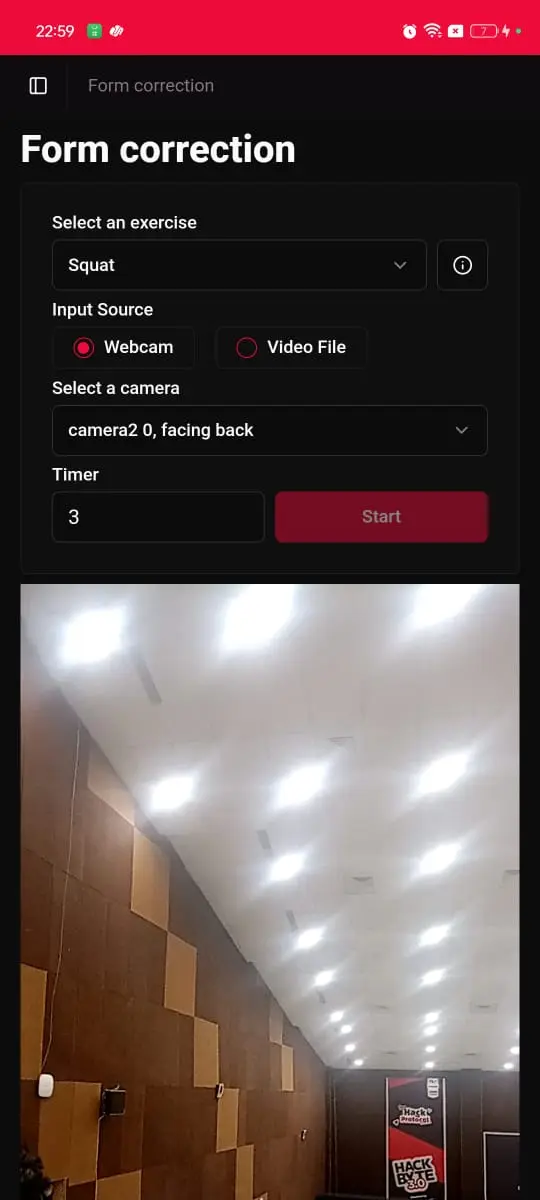 22:59
7
Form correction
Form correction
Select an exercise
Squat
Input Source
Webcam
Video File
Select a camera
camera2 0, facing back
Timer
3
Start
Hack
Protocol
HACK
BYTE
3.0